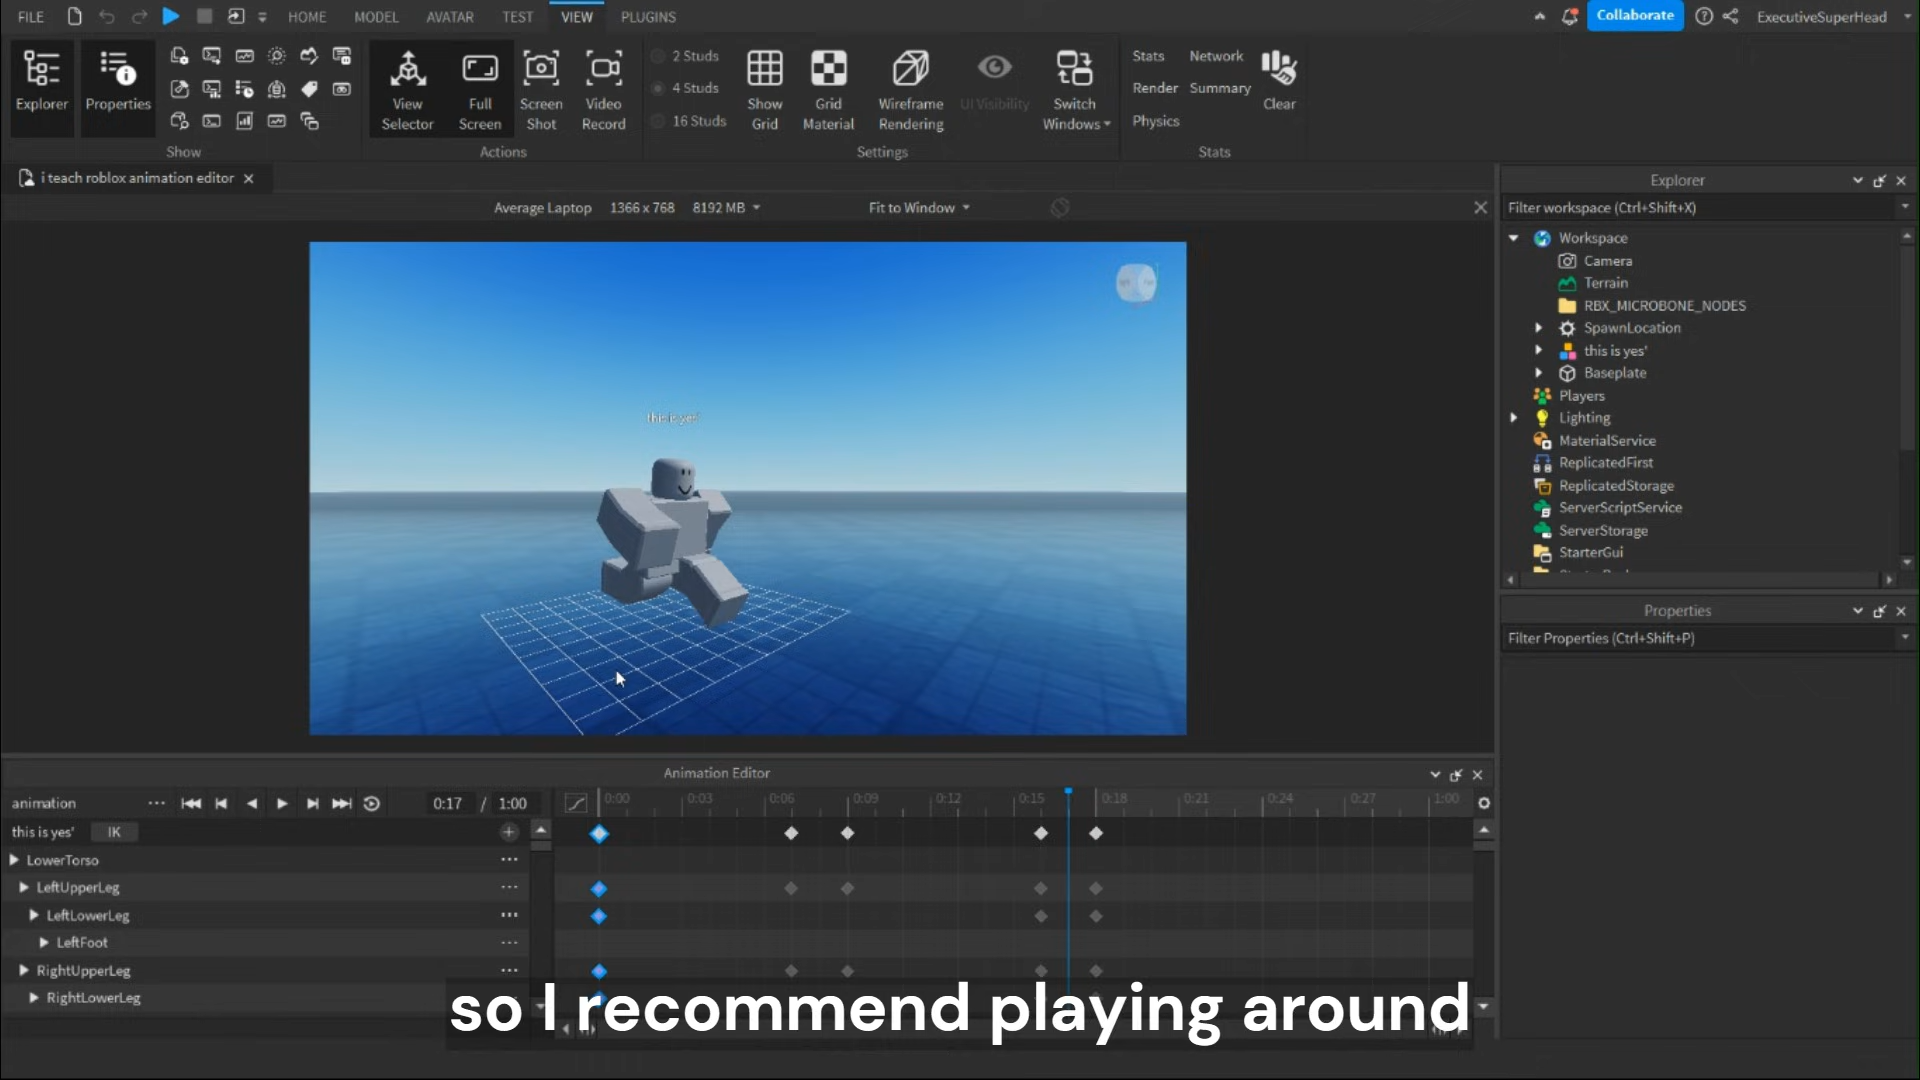 FILE HOME MODEL AVATAR TEST VIEW PLUGINS Collaborate ExecutiveSuperHead
Explorer Properties View Selector Full Screen Screen Shot Video Record
2 Studs
4 Studs
16 Studs
Show Grid Grid Material Wireframe Rendering UI Visibility Switch Windows
Stats Network
Render Summary
Physics
Clear
Show Actions Settings Stats
i teach roblox animation editor
Average Laptop 1366 x 768 8192 MB Fit to Window
this is yes'
Explorer
Filter workspace (Ctrl+Shift+X)
Workspace
Camera
Terrain
RBX_MICROBONE_NODES
SpawnLocation
this is yes'
Baseplate
Players
Lighting
MaterialService
ReplicatedFirst
ReplicatedStorage
ServerScriptService
ServerStorage
StarterGui
Properties
Filter Properties (Ctrl+Shift+P)
Animation Editor
animation 0:17 / 1:00 0:00 0:03 0:06 0:09 0:12 0:15 0:18 0:21 0:24 0:27 1:00
this is yes' IK
LowerTorso
LeftUpperLeg
LeftLowerLeg
LeftFoot
RightUpperLeg
RightLowerLeg
so I recommend playing around